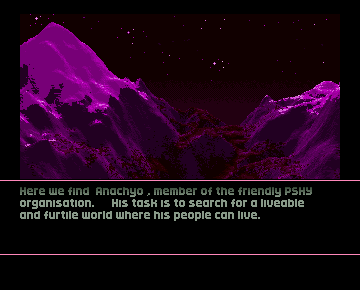 Here we find Anachyo , member of the friendly PSKY
organisation. His task is to search for a liveable
and furtile world where his people can live.